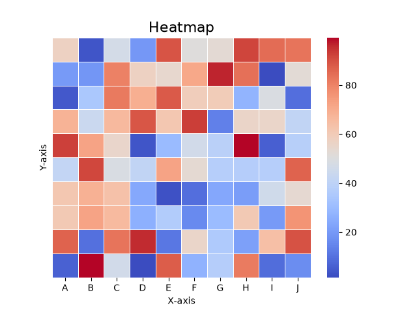 Heatmap
Y-axis
A B C D E F G H I J
X-axis
80
60
40
20